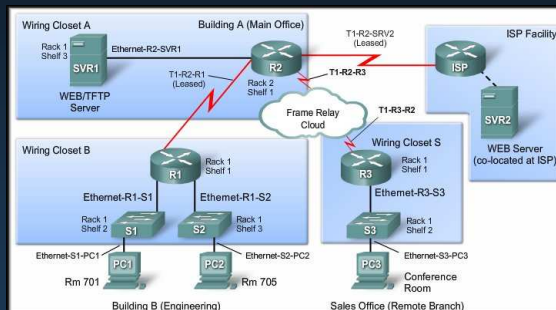 Wiring Closet A
Building A (Main Office)
T1-R2-SRV2
(Leased)
ISP Facility
Rack 1
Shelf 3
SVR1
Ethernet-R2-SVR1
WEB/TFTP
Server
T1-R2-R1
(Leased)
R2
Rack 2
Shelf 1
T1-R2-R3
ISP
SVR2
WEB Server
(co-located at ISP)
Frame Relay
Cloud
T1-R3-R2
Wiring Closet B
R1
Rack 1
Shelf 1
Ethernet-R1-S1
Ethernet-R1-S2
Rack 1
Shelf 2
S1
S2
Rack 1
Shelf 3
Ethernet-S1-PC1
Ethernet-S2-PC2
PC1
PC2
Rm 701
Rm 705
Building B (Engineering)
Wiring Closet S
R3
Rack 1
Shelf 1
Ethernet-R3-S3
S3
Rack 1
Shelf 2
Ethernet-S3-PC3
PC3
Conference
Room
Sales Office (Remote Branch)